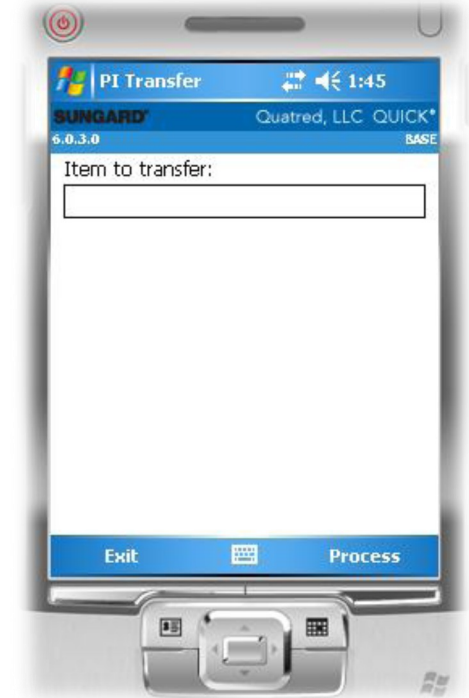 PI Transfer 1:45
SUNGARD® Quatred, LLC QUICK®
6.0.3.0 BASE
Item to transfer:
Exit Process